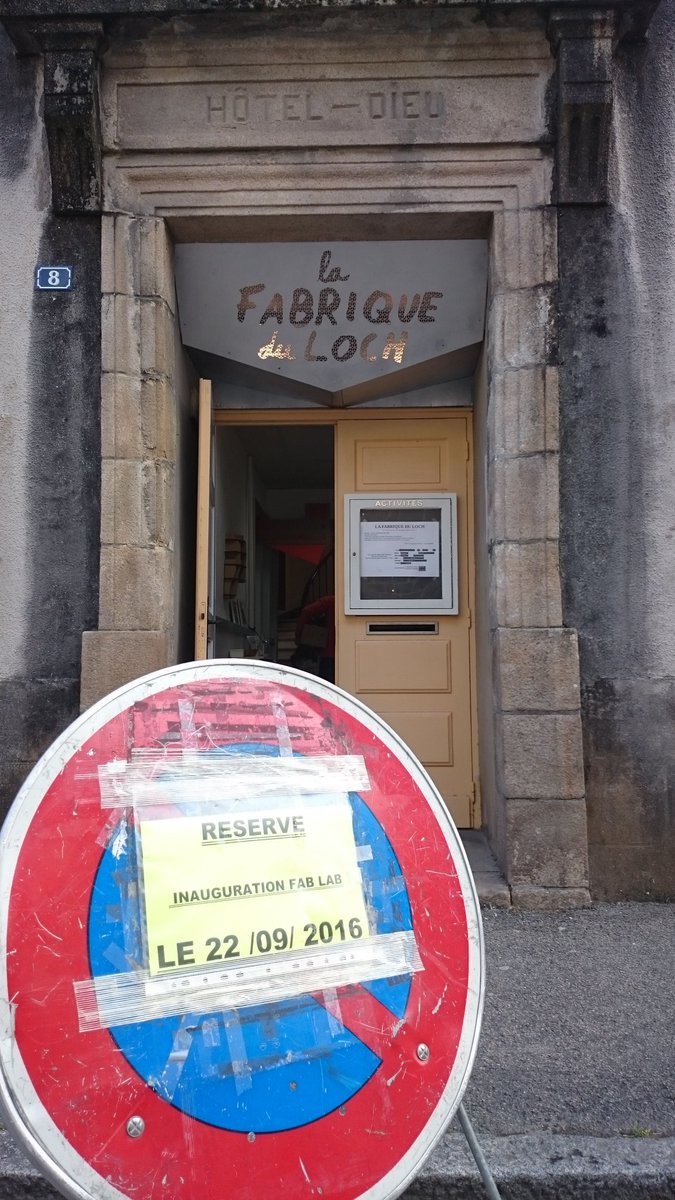 HÔTEL-DIEU
8
la
FABRIQUE
du LOCH
ACTIVITÉS
LA FABRIQUE DU LOCH
RESERVE
INAUGURATION FAB LAB
LE 22 /09/ 2016